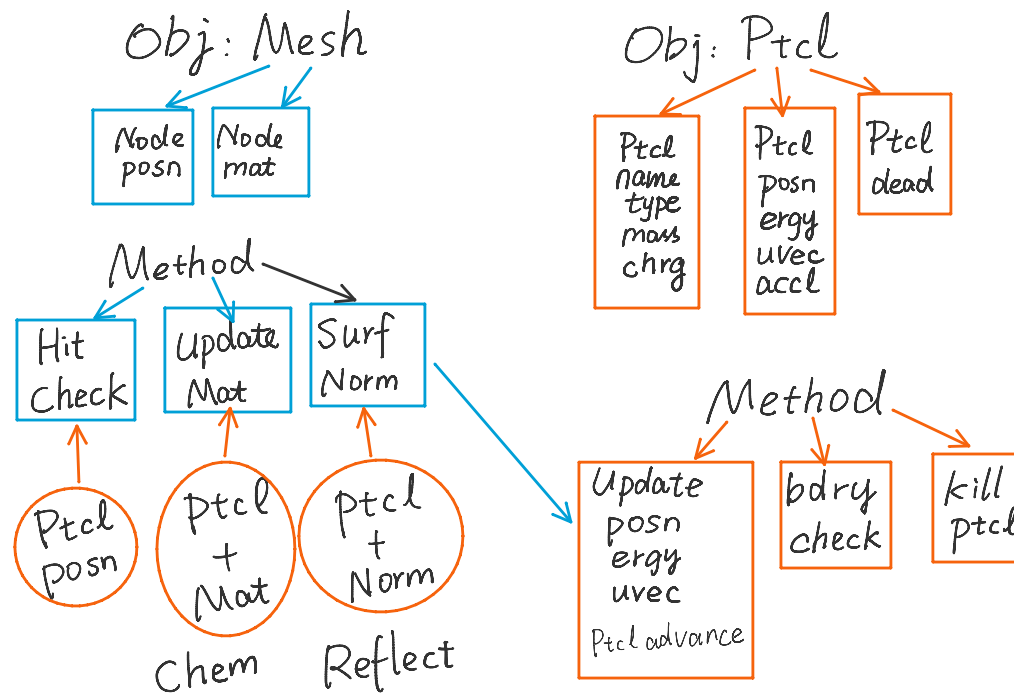 Obj: Mesh
Node
posn
Node
mat
Method
Hit
Check
Update
Mat
Surf
Norm
Ptcl
posn
Ptcl
+
Mat
Ptcl
+
Norm
Chem
Reflect
Obj: Ptcl
Ptcl
name
type
mass
chrg
Ptcl
posn
ergy
uvec
accl
Ptcl
dead
Method
Update
posn
ergy
uvec
Ptcl advance
bdry
check
kill
ptcl